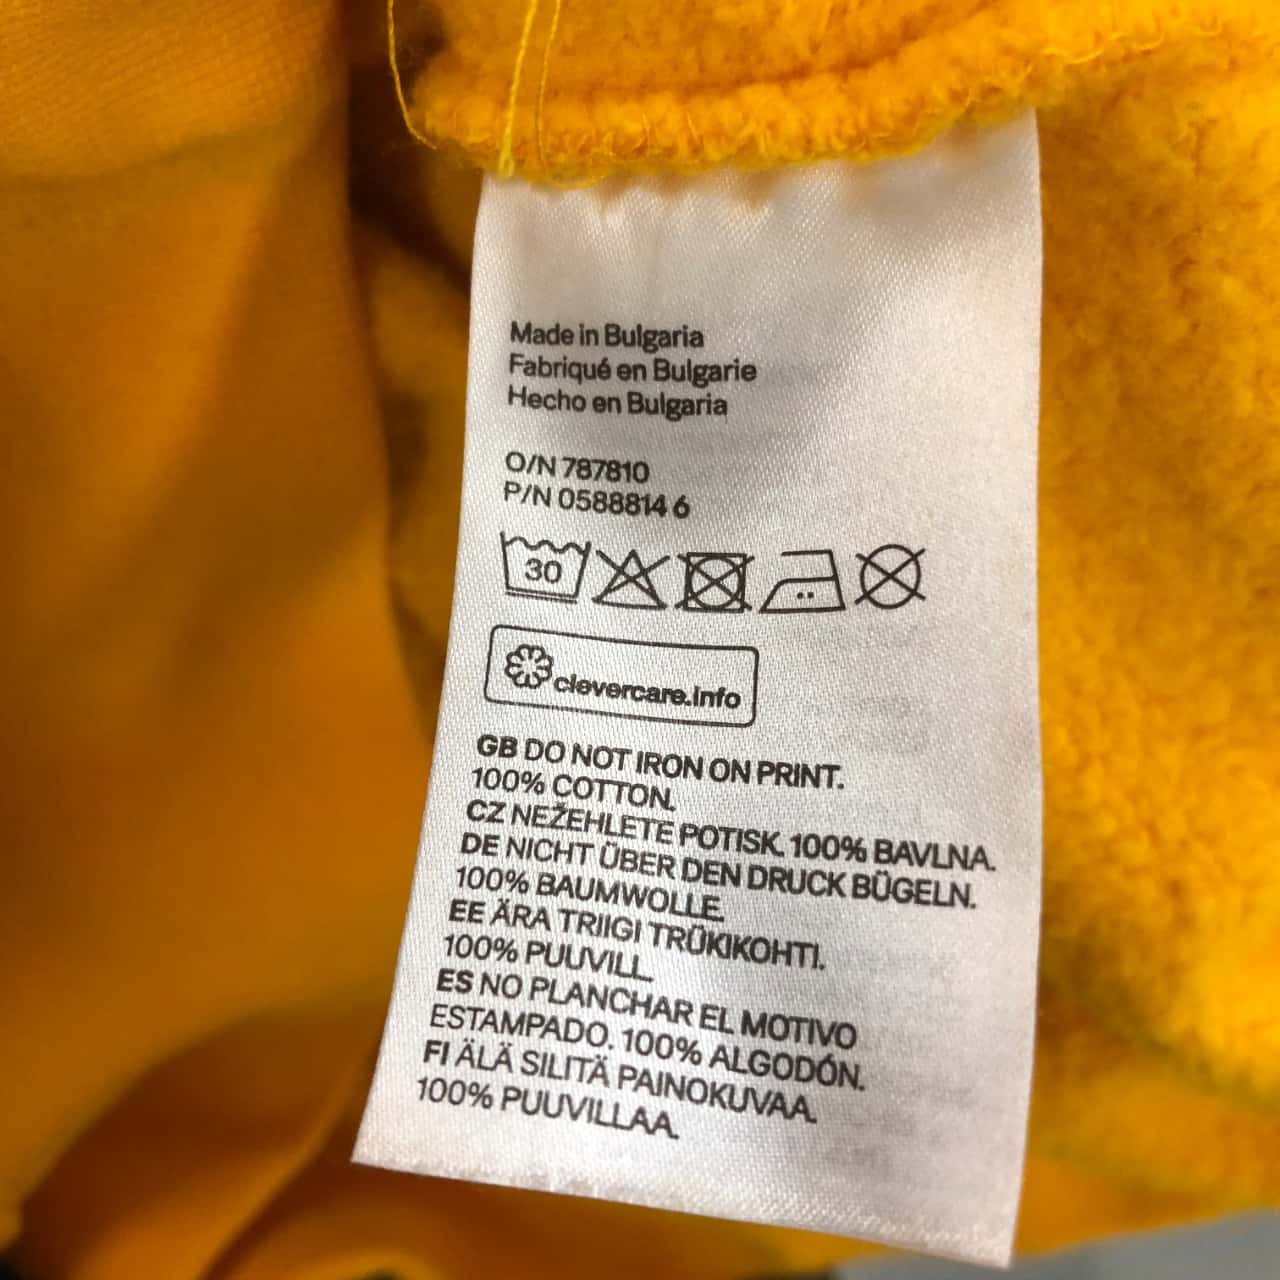 Made in Bulgaria
Fabriqué en Bulgarie
Hecho en Bulgaria
O/N 787810
P/N 0588814 6
30
clevercare.info
GB DO NOT IRON ON PRINT.
100% COTTON.
CZ NEŽEHLETE POTISK. 100% BAVLNA.
DE NICHT ÜBER DEN DRUCK BÜGELN.
100% BAUMWOLLE.
EE ÄRA TRIIGI TRÜKIKOHTI.
100% PUUVILL.
ES NO PLANCHAR EL MOTIVO
ESTAMPADO. 100% ALGODÓN.
FI ÄLÄ SILITÄ PAINOKUVAA.
100% PUUVILLAA.